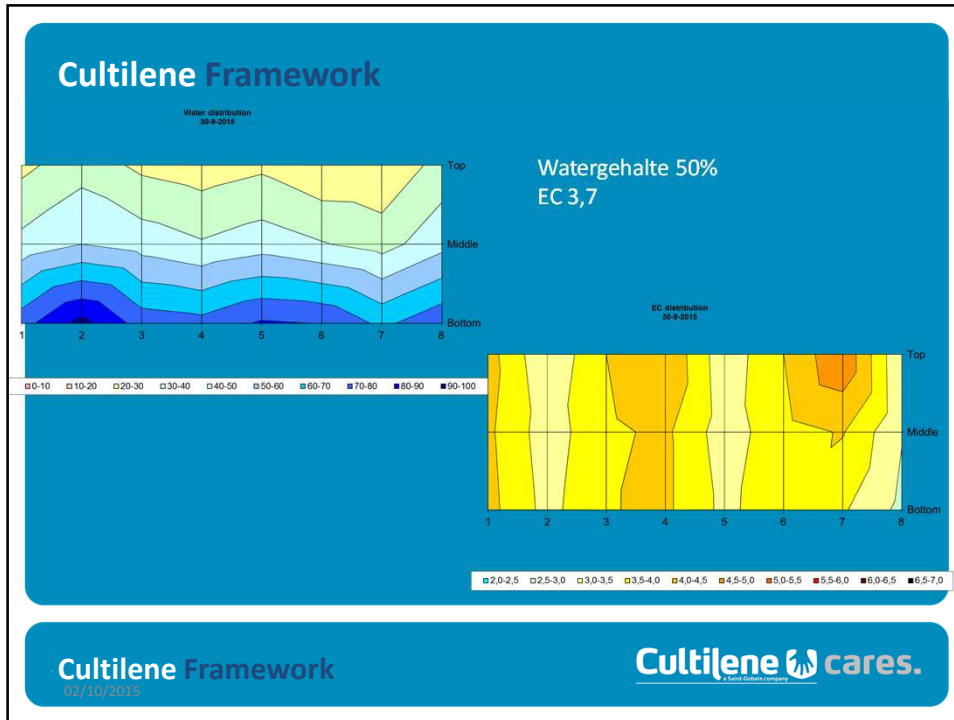 Cultilene Framework
Water distribution
30-9-2015
Top
Middle
Bottom
1 2 3 4 5 6 7 8
0-10 10-20 20-30 30-40 40-50 50-60 60-70 70-80 80-90 90-100
Watergehalte 50%
EC 3,7
EC distribution
30-9-2015
Top
Middle
Bottom
1 2 3 4 5 6 7 8
2,0-2,5 2,5-3,0 3,0-3,5 3,5-4,0 4,0-4,5 4,5-5,0 5,0-5,5 5,5-6,0 6,0-6,5 6,5-7,0
Cultilene Framework
02/10/2015
Cultilene cares.
a Saint-Gobain company